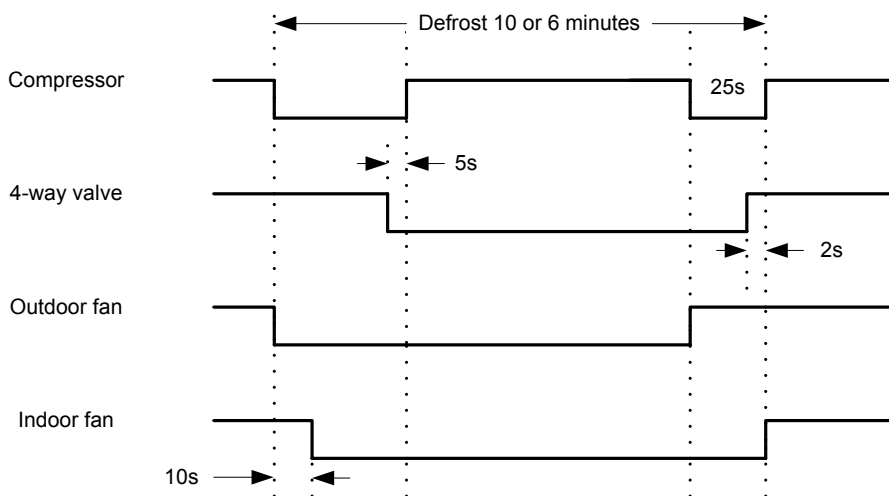 Defrost 10 or 6 minutes
Compressor
25s
5s
4-way valve
2s
Outdoor fan
Indoor fan
10s